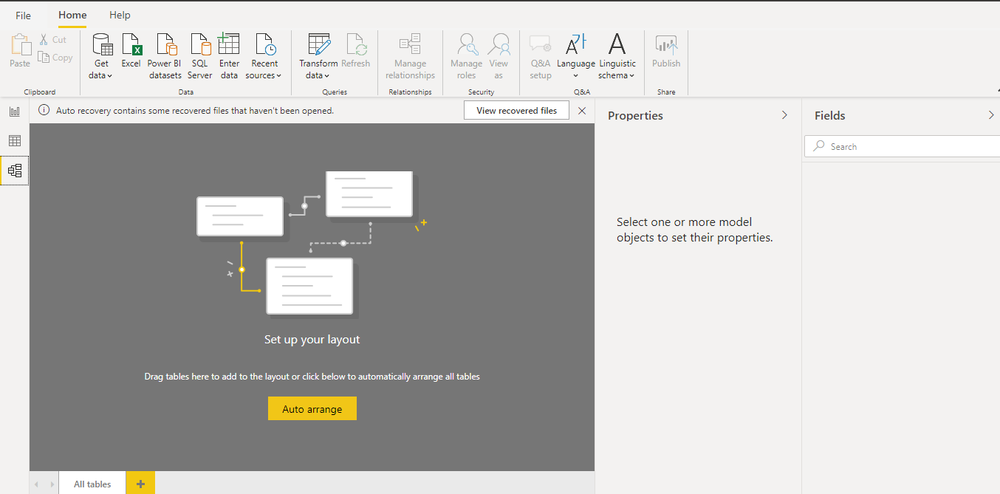 File Home Help
Paste
Cut
Copy
Clipboard
Get data
Excel
Power BI datasets
SQL Server
Enter data
Recent sources
Data
Transform data
Refresh
Queries
Manage relationships
Relationships
Manage roles
View as
Security
Q&A setup
Language
Linguistic schema
Q&A
Publish
Share
Auto recovery contains some recovered files that haven't been opened.
View recovered files
Properties
Fields
Search
Select one or more model
objects to set their properties.
Set up your layout
Drag tables here to add to the layout or click below to automatically arrange all tables
Auto arrange
All tables